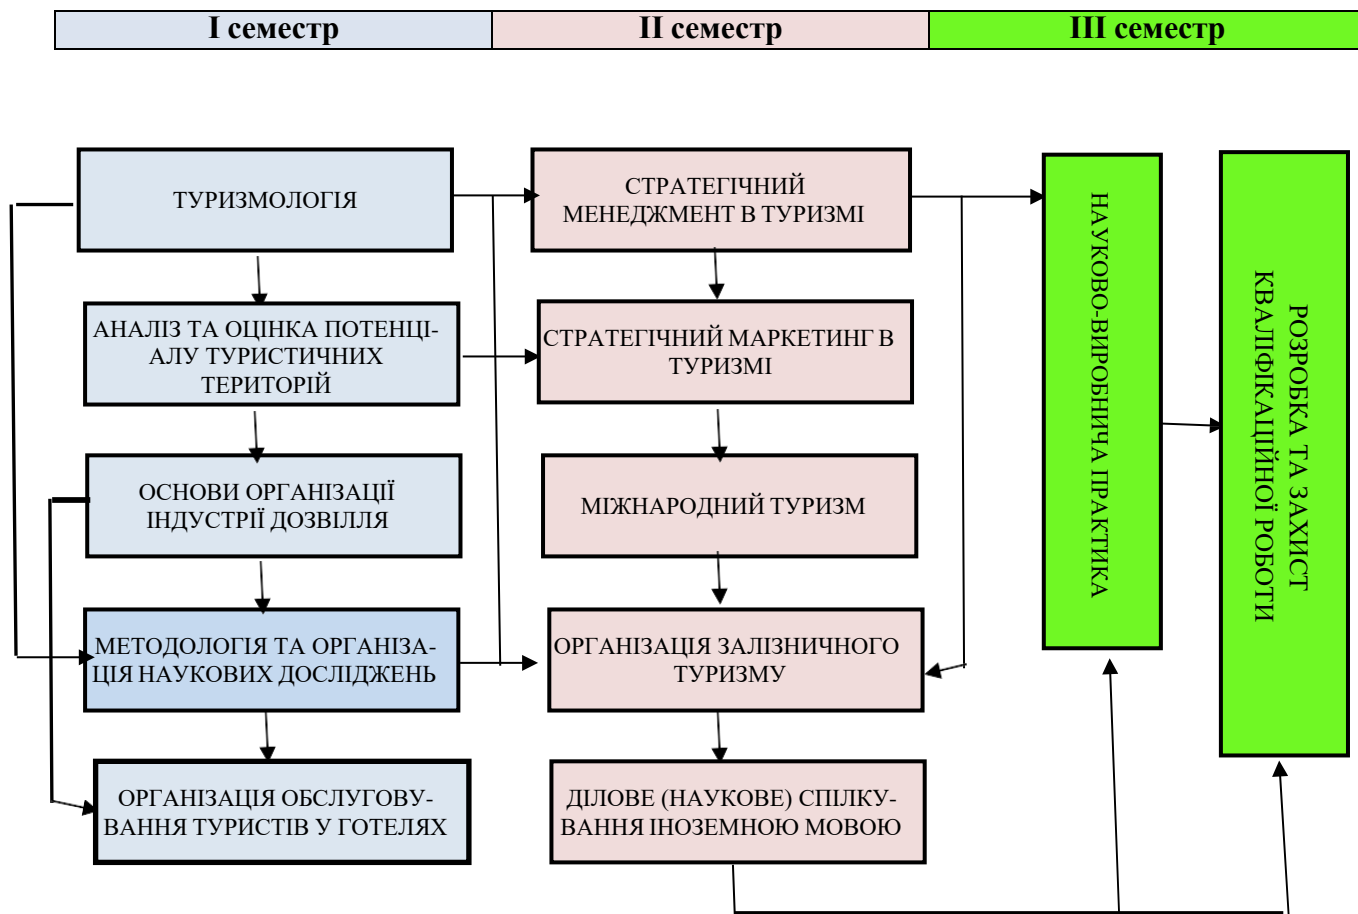 І семестр
ІІ семестр
ІІІ семестр
ТУРИЗМОЛОГІЯ
АНАЛІЗ ТА ОЦІНКА ПОТЕНЦІ-
АЛУ ТУРИСТИЧНИХ
ТЕРИТОРІЙ
ОСНОВИ ОРГАНІЗАЦІЇ
ІНДУСТРІЇ ДОЗВІЛЛЯ
МЕТОДОЛОГІЯ ТА ОРГАНІЗА-
ЦІЯ НАУКОВИХ ДОСЛІДЖЕНЬ
ОРГАНІЗАЦІЯ ОБСЛУГОВУ-
ВАННЯ ТУРИСТІВ У ГОТЕЛЯХ
СТРАТЕГІЧНИЙ
МЕНЕДЖМЕНТ В ТУРИЗМІ
СТРАТЕГІЧНИЙ МАРКЕТИНГ В
ТУРИЗМІ
МІЖНАРОДНИЙ ТУРИЗМ
ОРГАНІЗАЦІЯ ЗАЛІЗНИЧНОГО
ТУРИЗМУ
ДІЛОВЕ (НАУКОВЕ) СПІЛКУ-
ВАННЯ ІНОЗЕМНОЮ МОВОЮ
НАУКОВО-ВИРОБНИЧА ПРАКТИКА
РОЗРОБКА ТА ЗАХИСТ
КВАЛІФІКАЦІЙНОЇ РОБОТИ